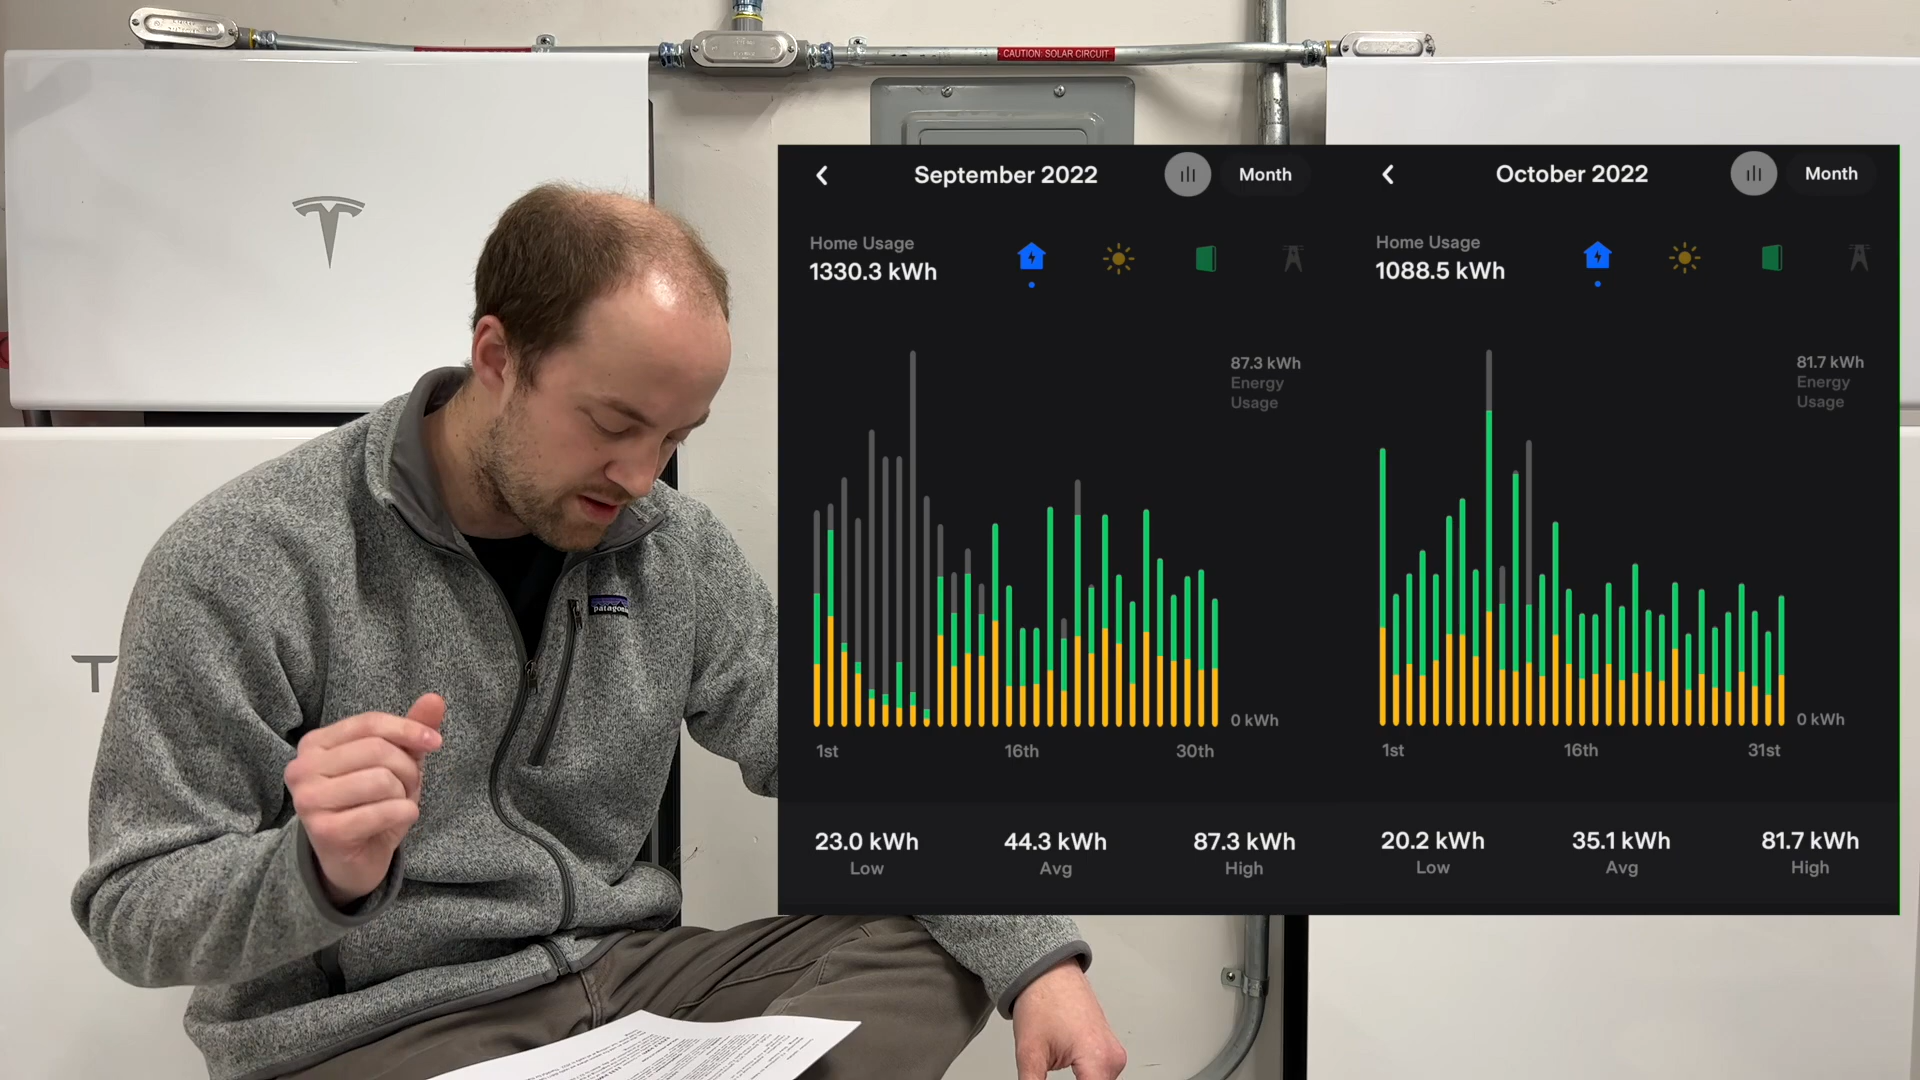 CAUTION: SOLAR CIRCUIT
September 2022
Month
Home Usage
1330.3 kWh
87.3 kWh
Energy
Usage
0 kWh
1st 16th 30th
23.0 kWh 44.3 kWh 87.3 kWh
Low Avg High
October 2022
Month
Home Usage
1088.5 kWh
81.7 kWh
Energy
Usage
0 kWh
1st 16th 31st
20.2 kWh 35.1 kWh 81.7 kWh
Low Avg High
patagonia